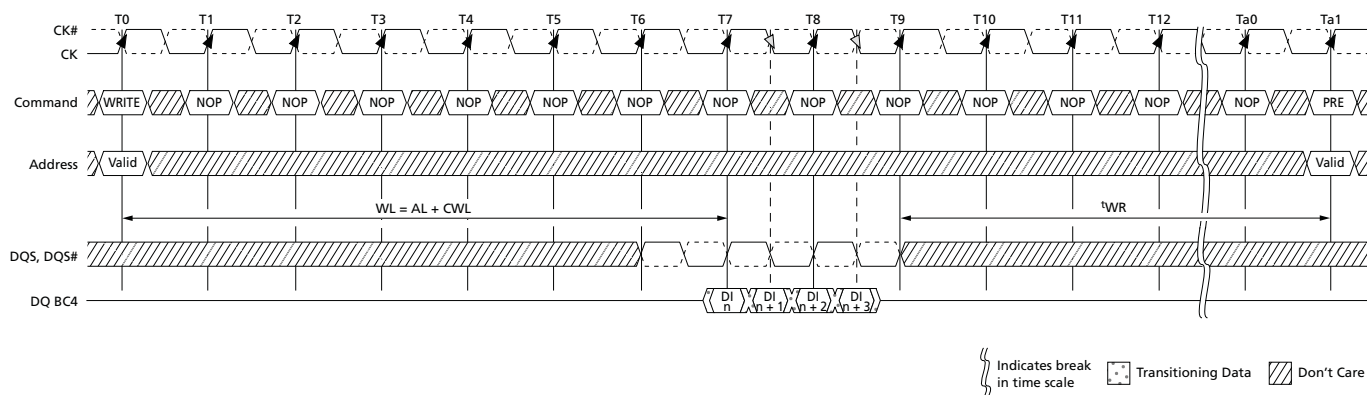 T0 T1 T2 T3 T4 T5 T6 T7 T8 T9 T10 T11 T12 Ta0 Ta1
CK#
CK
Command WRITE NOP NOP NOP NOP NOP NOP NOP NOP NOP NOP NOP NOP NOP PRE
Address Valid Valid
WL = AL + CWL tWR
DQS, DQS#
DQ BC4 DI n DI n + 1 DI n + 2 DI n + 3
Indicates break in time scale Transitioning Data Don't Care